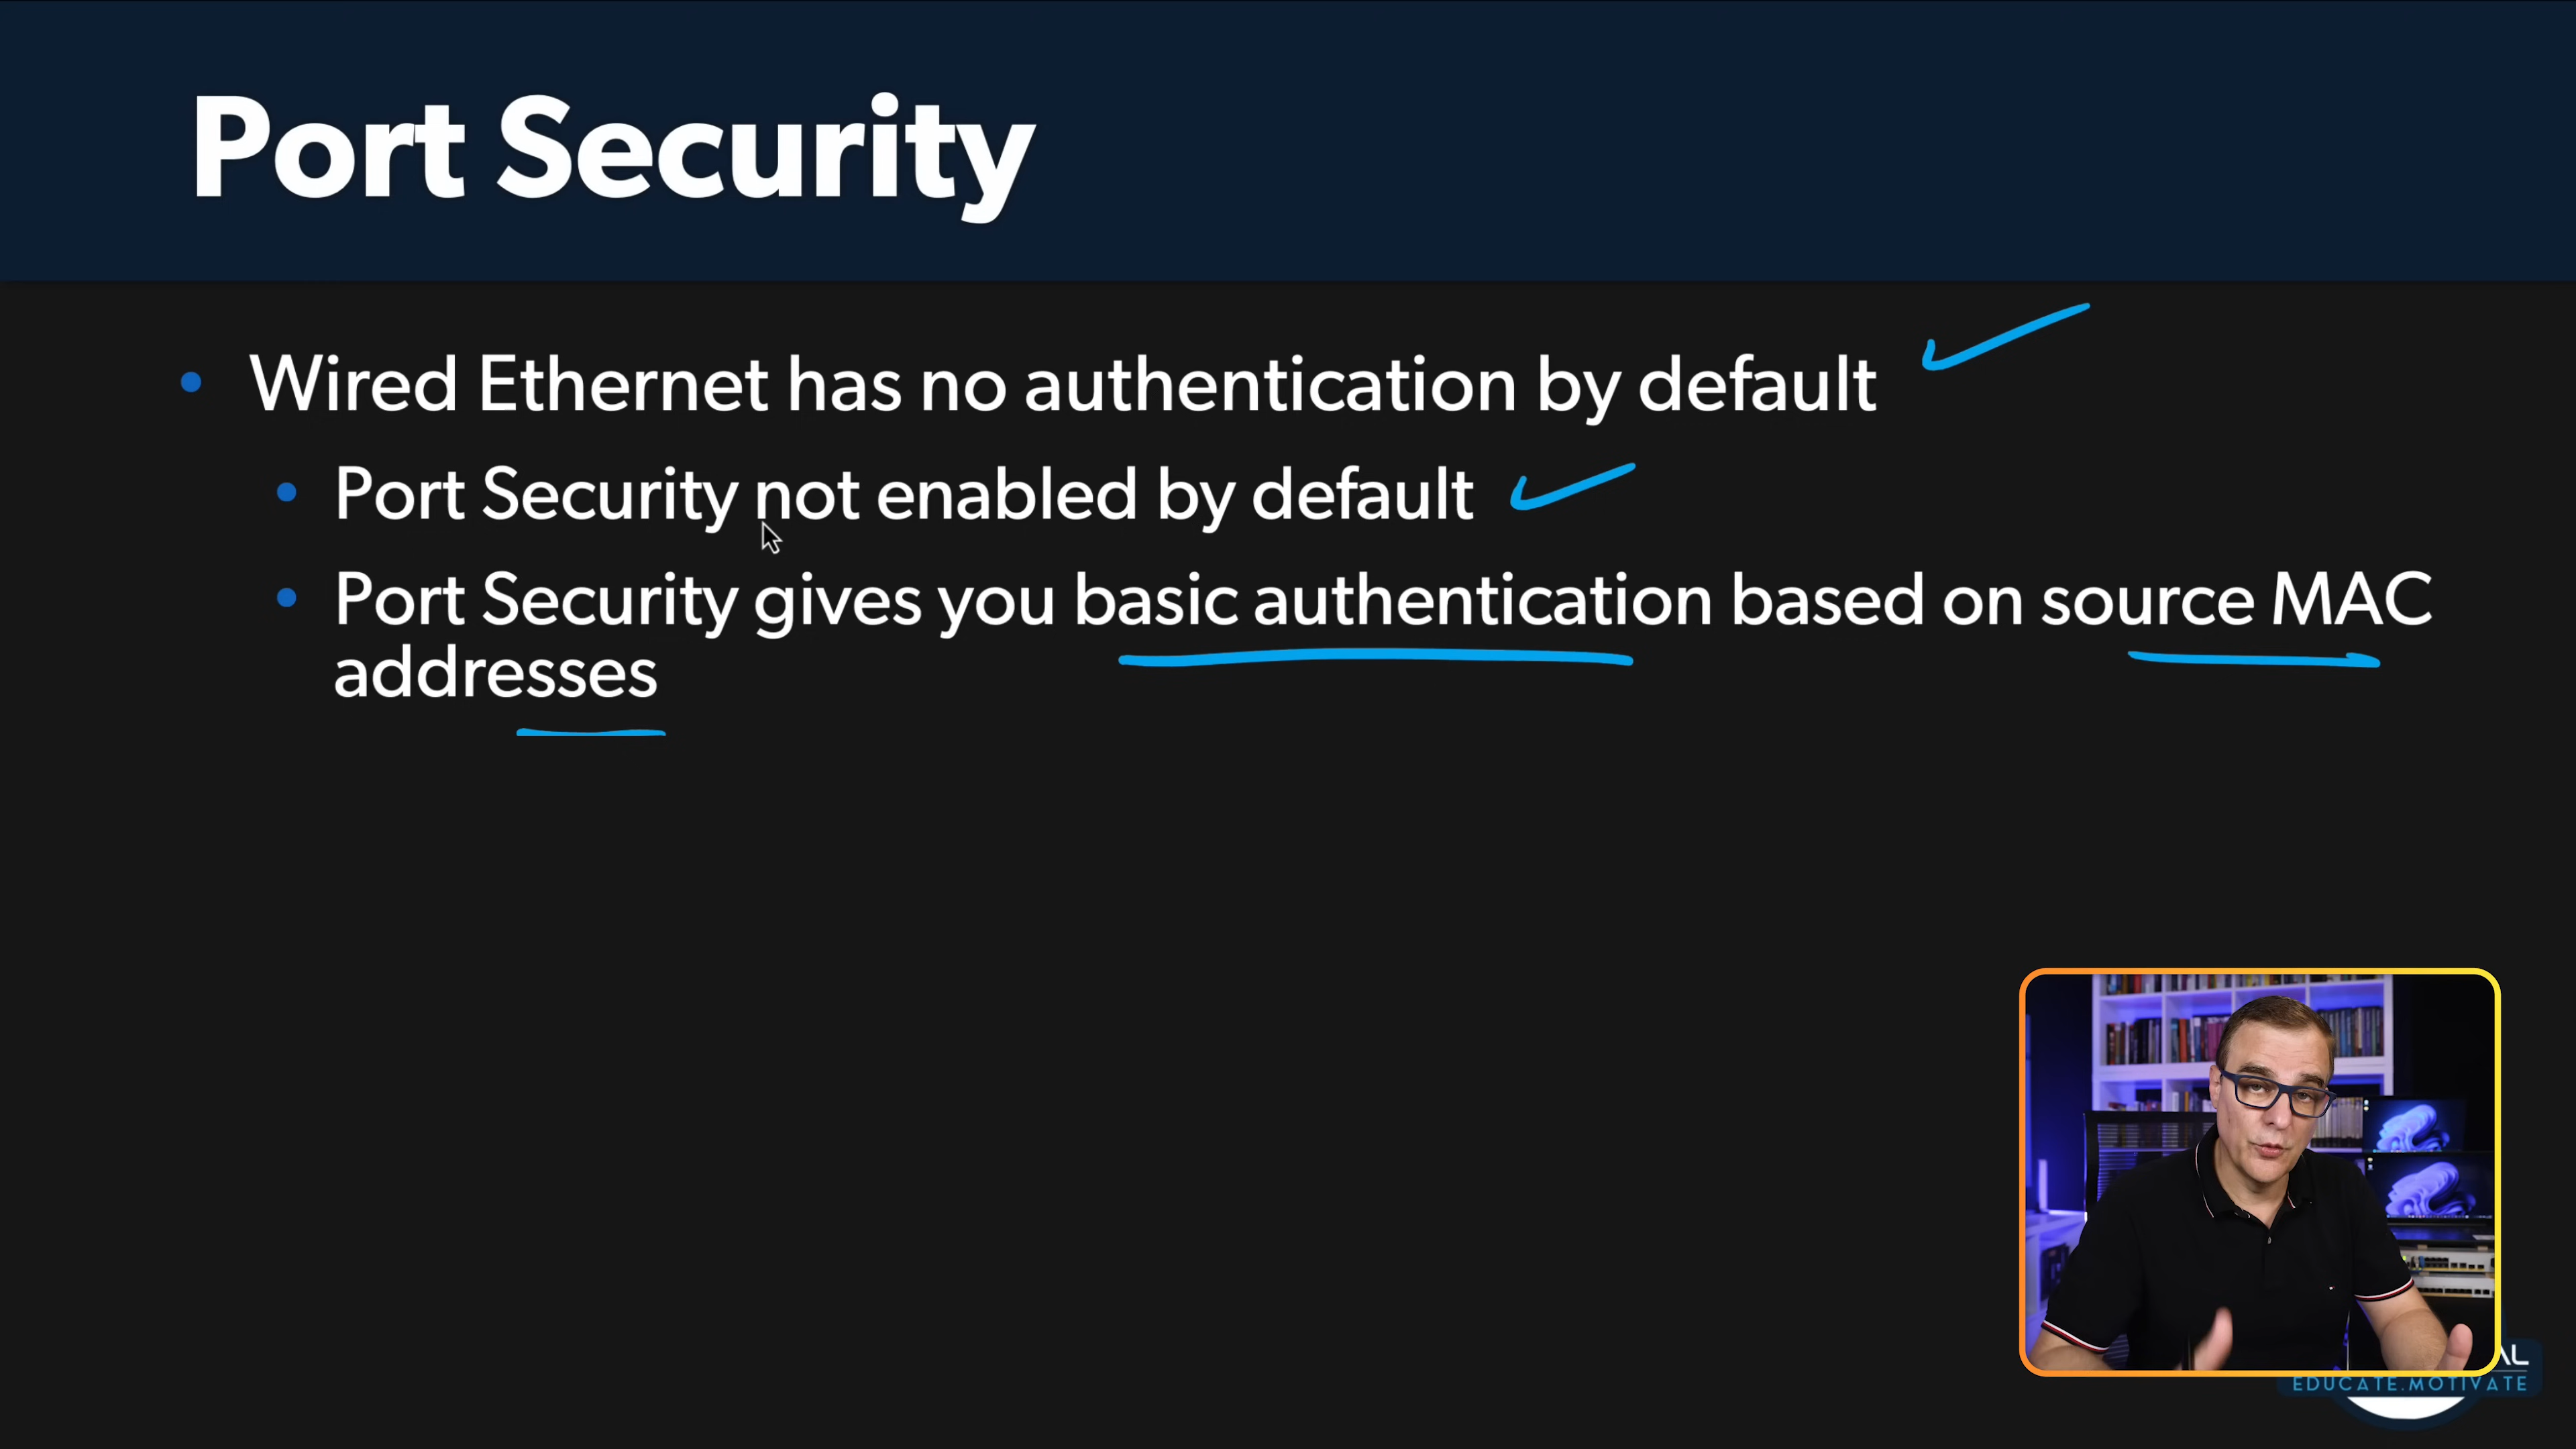 Port Security
Wired Ethernet has no authentication by default
Port Security not enabled by default
Port Security gives you basic authentication based on source MAC
addresses
EDUCATE.MOTIVATE